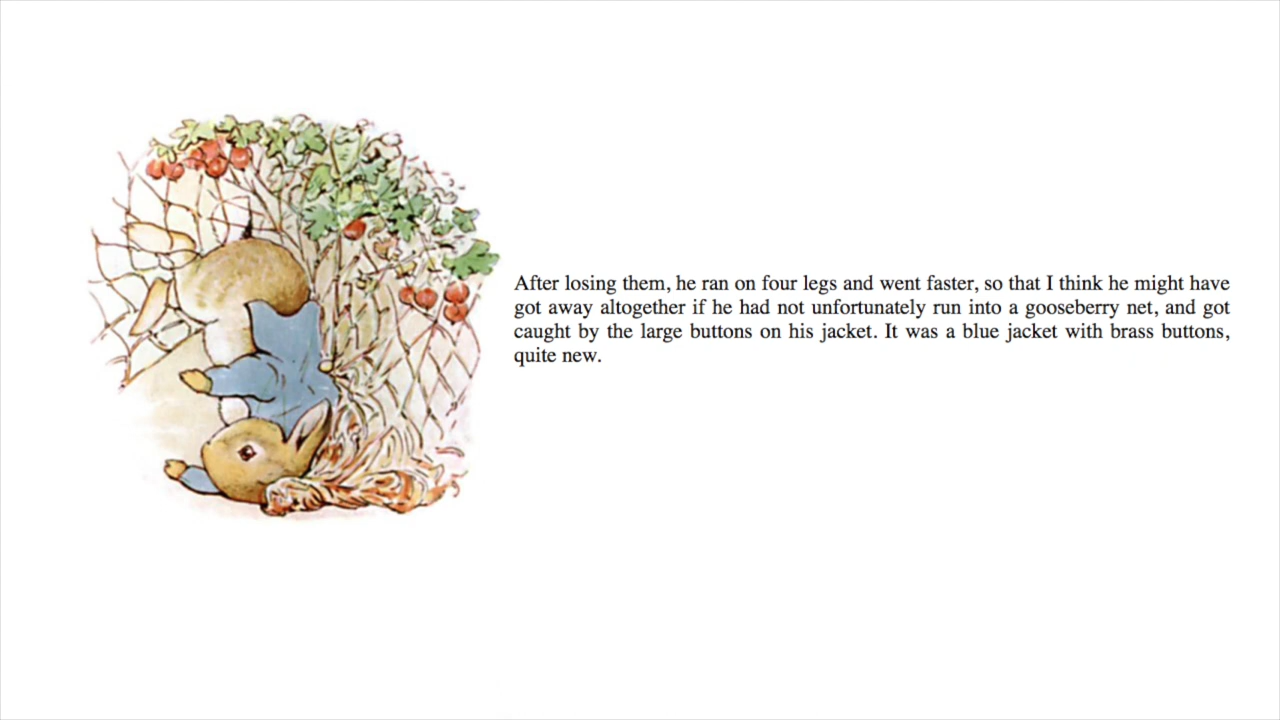 After losing them, he ran on four legs and went faster, so that I think he might have
got away altogether if he had not unfortunately run into a gooseberry net, and got
caught by the large buttons on his jacket. It was a blue jacket with brass buttons,
quite new.